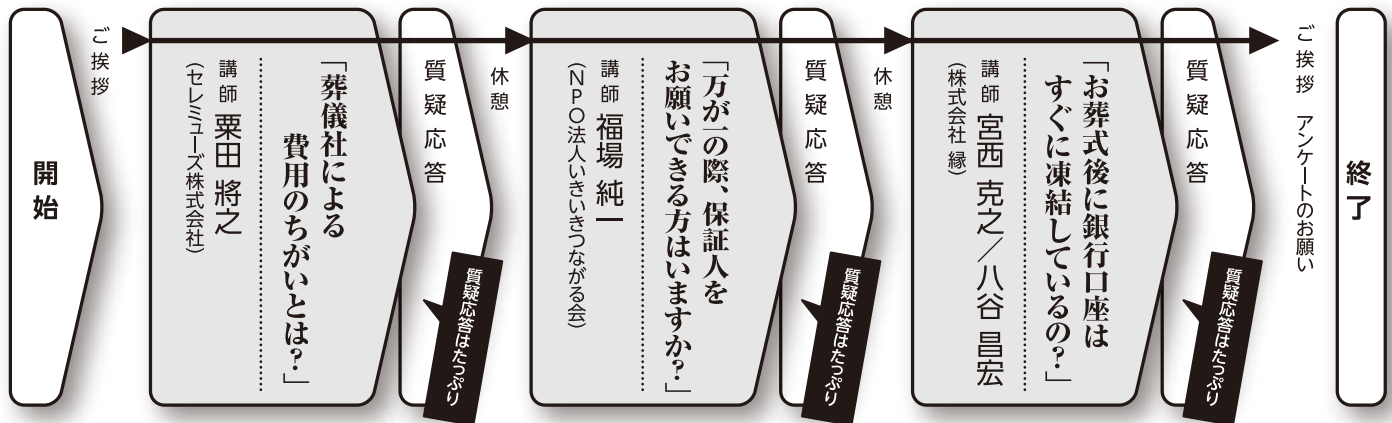 開始
ご挨拶
「葬儀社による
費用のちがいとは?」
講師 粟田 將之
(セレミューズ株式会社)
質疑応答
質疑応答はたっぷり
休憩
「万が一の際、保証人を
お願いできる方はいますか?」
講師 福場 純一
(NPO法人いきいきつながる会)
質疑応答
質疑応答はたっぷり
休憩
「お葬式後に銀行口座は
すぐに凍結しているの?」
講師 宮西 克之/八谷 昌宏
(株式会社 縁)
質疑応答
質疑応答はたっぷり
ご挨拶 アンケートのお願い
終了